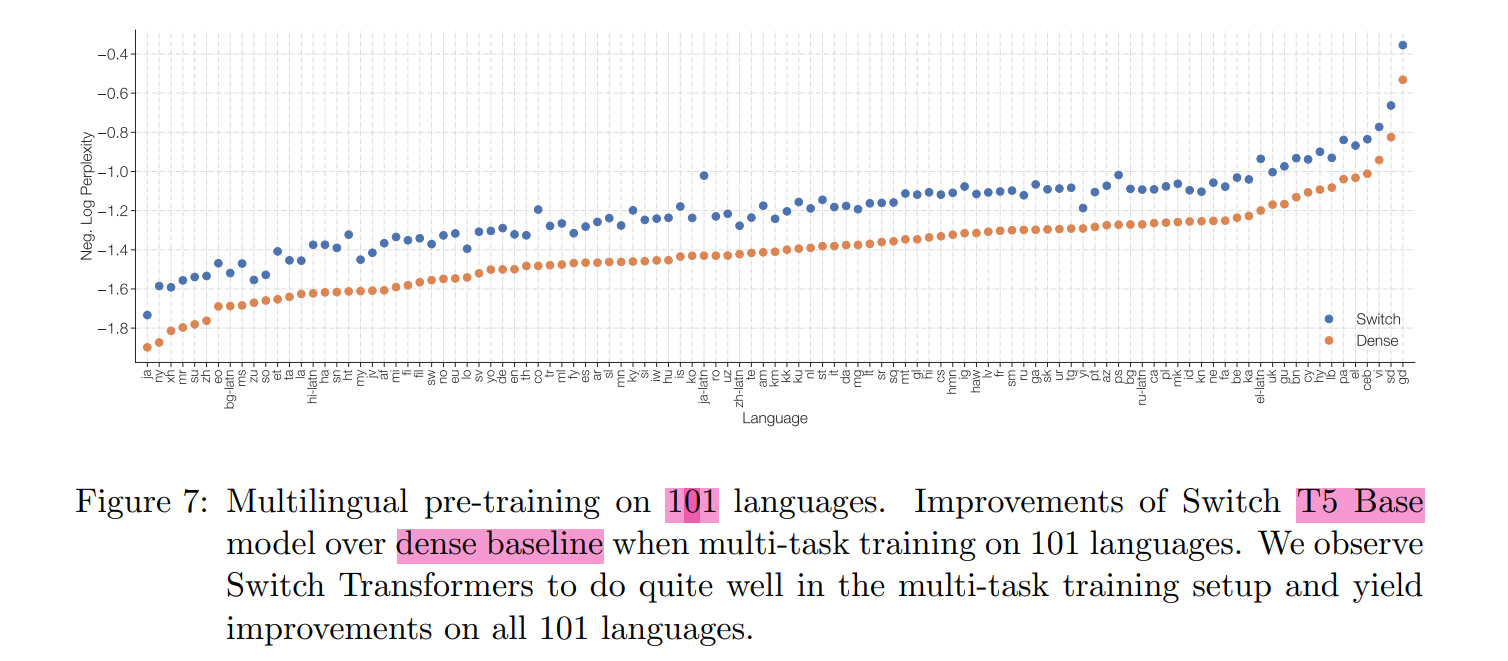 −0.4
−0.6
−0.8
−1.0
−1.2
−1.4
−1.6
−1.8
Neg. Log Perplexity
Switch
Dense
ja ny xh mr su zh eo bg-latn ms zu so et ta la hi-latn ha sn ht my jv af mi fi fil sw no eu lo sv yo de en th co tr nl fy es ar sl mn ky si iw hu is ko ja-latn ro uz zh-latn te am km kk ku st it da mg lt sr sq mt gl hi cs hmn ig haw lv fr sm ru ga sk ur tg yi pt az ps bg ru-latn ca pl mk id kn ne fa be ka el-latn uk gu bn cy hy lb pa el ceb vi sd gd
Language
Figure 7: Multilingual pre-training on 101 languages. Improvements of Switch T5 Base
model over dense baseline when multi-task training on 101 languages. We observe
Switch Transformers to do quite well in the multi-task training setup and yield
improvements on all 101 languages.